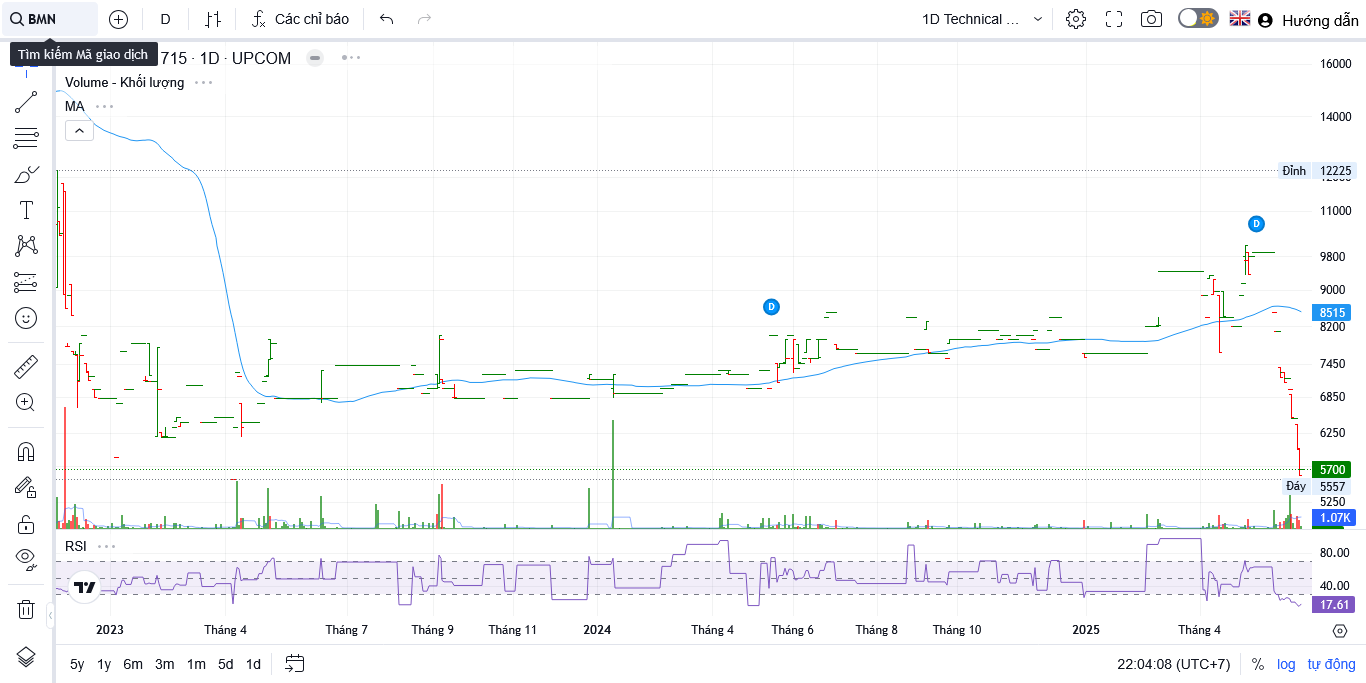 BMN
D
Các chỉ báo
1D Technical ...
Hướng dẫn
Tìm kiếm Mã giao dịch
715 · 1D · UPCOM
Volume - Khối lượng
MA
16000
14000
Đỉnh 12225
11000
9800
9000
8515
8200
7450
6850
6250
5700
Đáy 5557
5250
1.07K
D
D
RSI
80.00
40.00
17.61
2023
Tháng 4
Tháng 7
Tháng 9
Tháng 11
2024
Tháng 4
Tháng 6
Tháng 8
Tháng 10
2025
Tháng 4
5y 1y 6m 3m 1m 5d 1d
22:04:08 (UTC+7) % log tự động